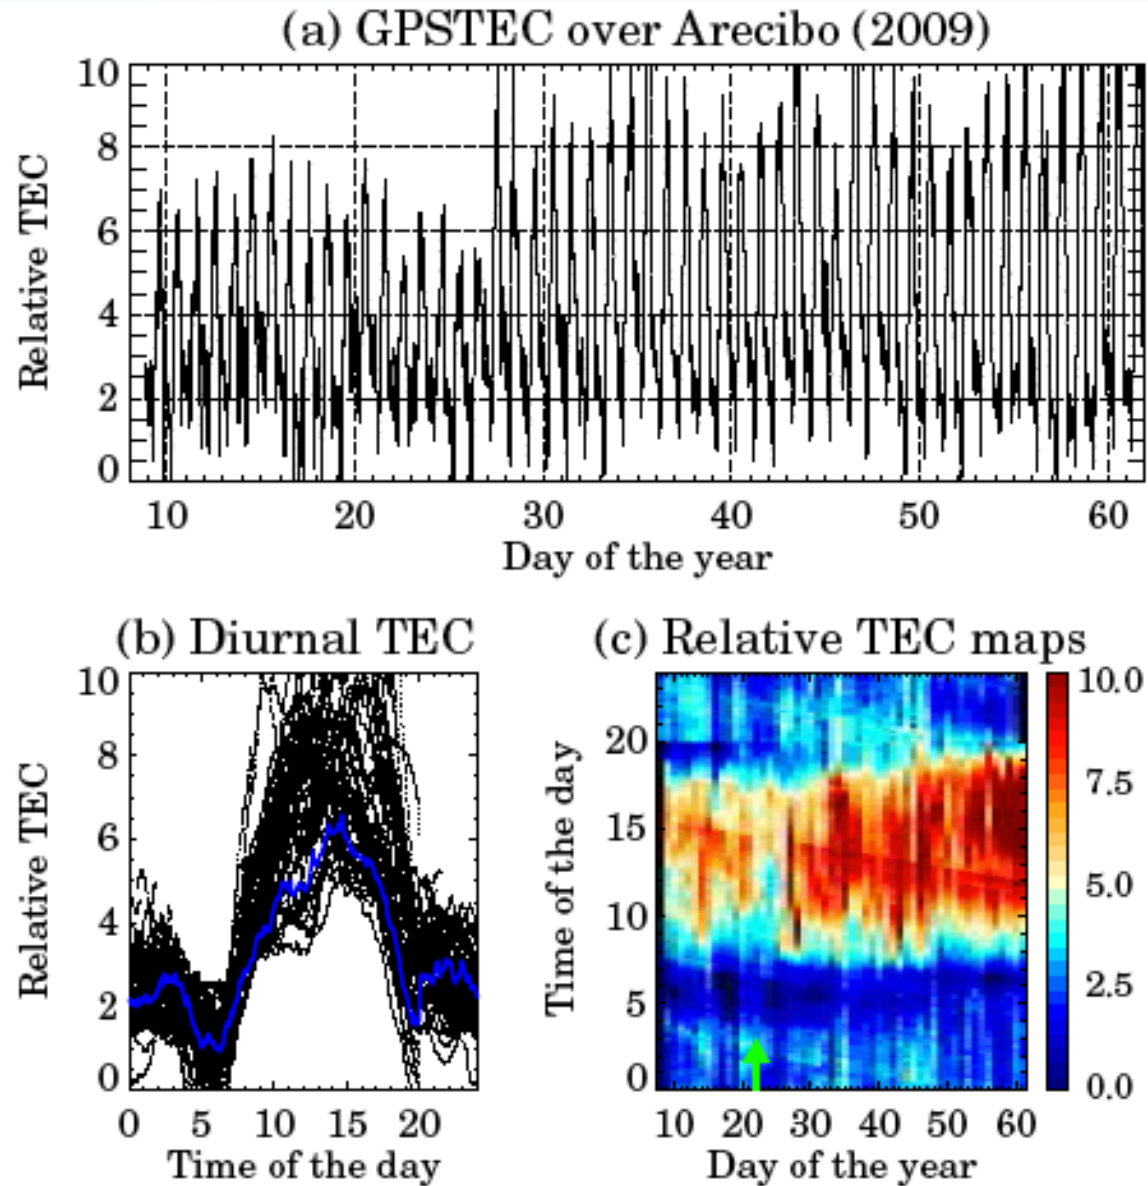 (a) GPSTEC over Arecibo (2009)
10
8
6
4
2
0
Relative TEC
10 20 30 40 50 60
Day of the year
(b) Diurnal TEC
10
8
6
4
2
0
Relative TEC
0 5 10 15 20
Time of the day
(c) Relative TEC maps
20
15
10
5
0
Time of the day
10 20 30 40 50 60
Day of the year
10.0
7.5
5.0
2.5
0.0